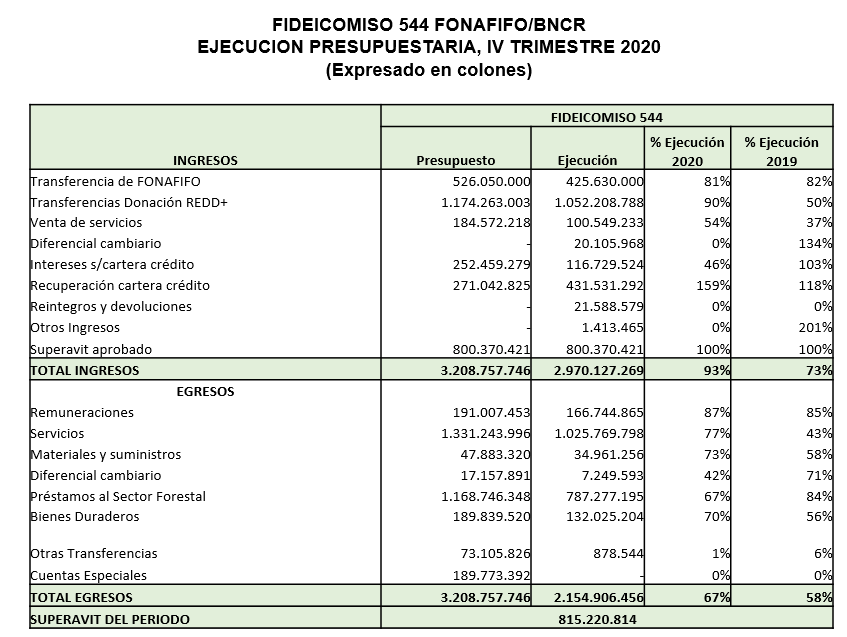 FIDEICOMISO 544 FONAFIFO/BNCR
EJECUCION PRESUPUESTARIA, IV TRIMESTRE 2020
(Expresado en colones)
FIDEICOMISO 544
INGRESOS Presupuesto Ejecución % Ejecución 2020 % Ejecución 2019
Transferencia de FONAFIFO 526.050.000 425.630.000 81% 82%
Transferencias Donación REDD+ 1.174.263.003 1.052.208.788 90% 50%
Venta de servicios 184.572.218 100.549.233 54% 37%
Diferencial cambiario - 20.105.968 0% 134%
Intereses s/cartera crédito 252.459.279 116.729.524 46% 103%
Recuperación cartera crédito 271.042.825 431.531.292 159% 118%
Reintegros y devoluciones - 21.588.579 0% 0%
Otros Ingresos - 1.413.465 0% 201%
Superavit aprobado 800.370.421 800.370.421 100% 100%
TOTAL INGRESOS 3.208.757.746 2.970.127.269 93% 73%
EGRESOS
Remuneraciones 191.007.453 166.744.865 87% 85%
Servicios 1.331.243.996 1.025.769.798 77% 43%
Materiales y suministros 47.883.320 34.961.256 73% 58%
Diferencial cambiario 17.157.891 7.249.593 42% 71%
Préstamos al Sector Forestal 1.168.746.348 787.277.195 67% 84%
Bienes Duraderos 189.839.520 132.025.204 70% 56%
Otras Transferencias 73.105.826 878.544 1% 6%
Cuentas Especiales 189.773.392 - 0% 0%
TOTAL EGRESOS 3.208.757.746 2.154.906.456 67% 58%
SUPERAVIT DEL PERIODO 815.220.814